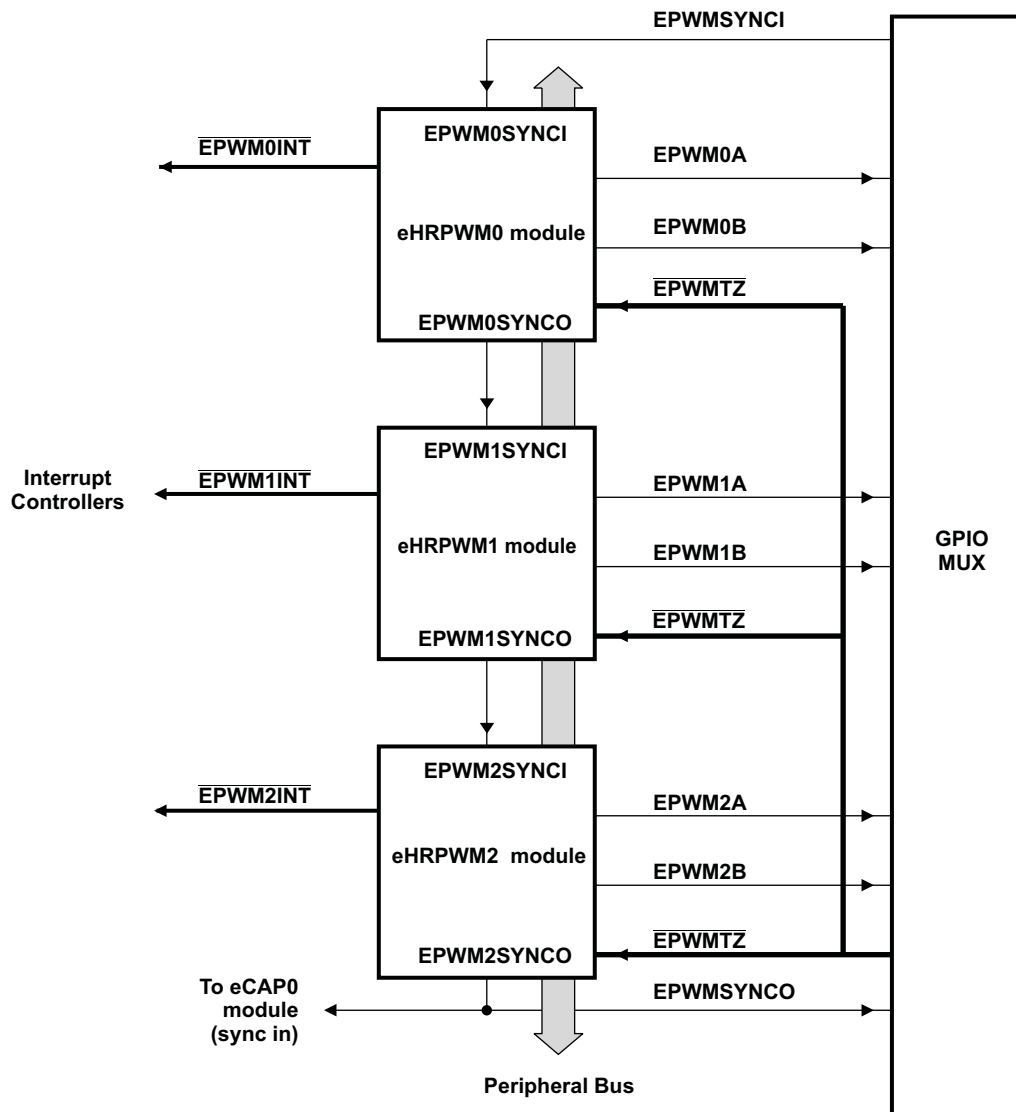 EPWMSYNCI
EPWM0SYNCI
EPWM0INT
EPWM0A
eHRPWM0 module
EPWM0B
EPWMTZ
EPWM0SYNCO
EPWM1SYNCI
Interrupt
Controllers
EPWM1INT
EPWM1A
eHRPWM1 module
EPWM1B
GPIO
MUX
EPWMTZ
EPWM1SYNCO
EPWM2SYNCI
EPWM2INT
EPWM2A
eHRPWM2 module
EPWM2B
EPWMTZ
EPWM2SYNCO
To eCAP0
module
(sync in)
EPWMSYNCO
Peripheral Bus